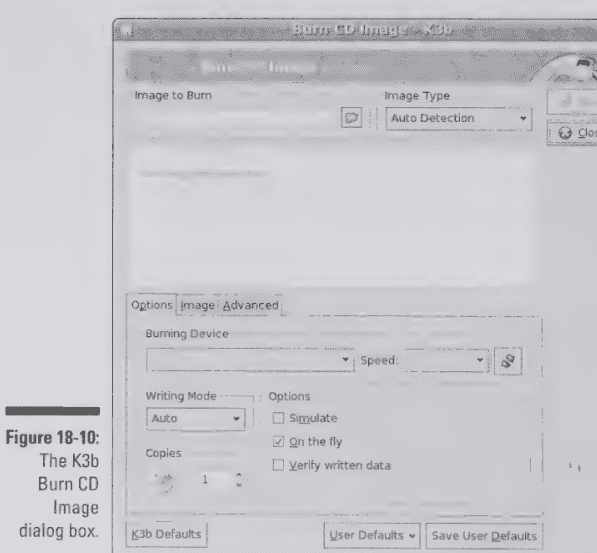 Burn CD Image – K3b
Image to Burn
Image Type
Auto Detection
Options
Image
Advanced
Burning Device
Speed:
Writing Mode
Auto
Options
Simulate
On the fly
Verify written data
Copies
1
K3b Defaults
User Defaults
Save User Defaults
Figure 18-10:
The K3b
Burn CD
Image
dialog box.